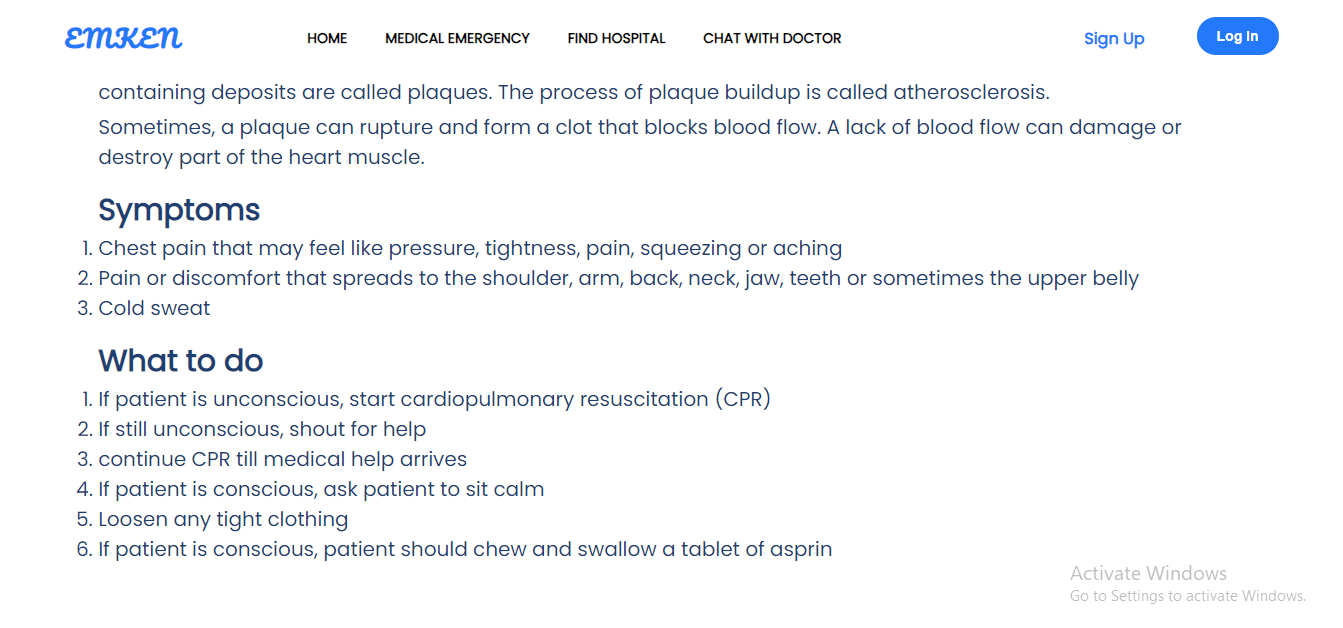 EMKEN
HOME
MEDICAL EMERGENCY
FIND HOSPITAL
CHAT WITH DOCTOR
Sign Up
Log In
containing deposits are called plaques. The process of plaque buildup is called atherosclerosis.
Sometimes, a plaque can rupture and form a clot that blocks blood flow. A lack of blood flow can damage or
destroy part of the heart muscle.
Symptoms
1. Chest pain that may feel like pressure, tightness, pain, squeezing or aching
2. Pain or discomfort that spreads to the shoulder, arm, back, neck, jaw, teeth or sometimes the upper belly
3. Cold sweat
What to do
1. If patient is unconscious, start cardiopulmonary resuscitation (CPR)
2. If still unconscious, shout for help
3. continue CPR till medical help arrives
4. If patient is conscious, ask patient to sit calm
5. Loosen any tight clothing
6. If patient is conscious, patient should chew and swallow a tablet of asprin
Activate Windows
Go to Settings to activate Windows.